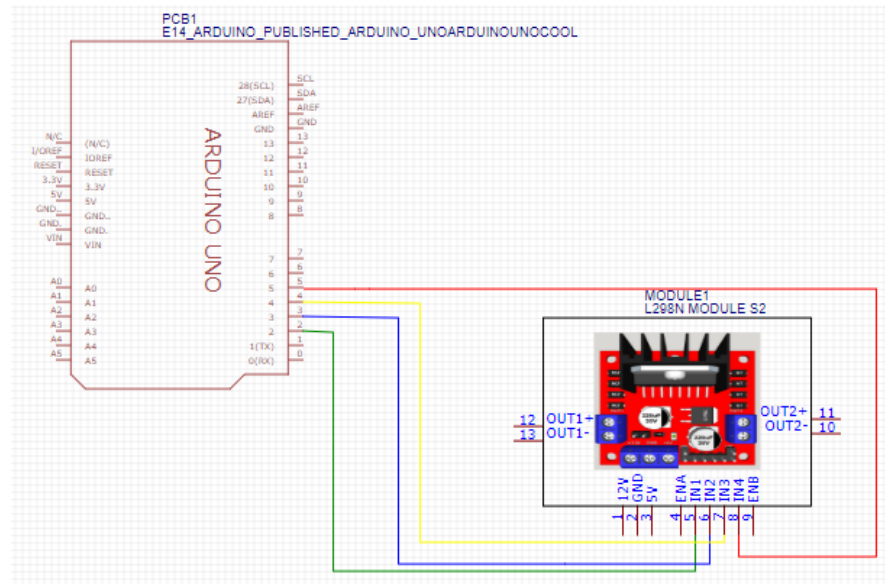 PCB1
E14_ARDUINO_PUBLISHED_ARDUINO_UNOARDUINOUNOCOOL
28(SCL) SCL
27(SDA) SDA
AREF AREF
GND GND
N/C (N/C) 13 13
I/OREF IOREF 12 12
RESET RESET 11 11
3.3V 3.3V 10 10
5V 5V 9 9
GND.. GND.. 8 8
GND. GND.
VIN VIN
ARDUINO UNO
7 7
6 6
A0 A0 5 5
A1 A1 4 4
A2 A2 3 3
A3 A3 2 2
A4 A4 1(TX) 1
A5 A5 0(RX) 0
MODULE1
L298N MODULE S2
12 OUT1+
13 OUT1-
OUT2+ 11
OUT2- 10
12V GND 5V ENA IN1 IN2 IN3 IN4 ENB
1 2 3 4 5 6 7 8 9